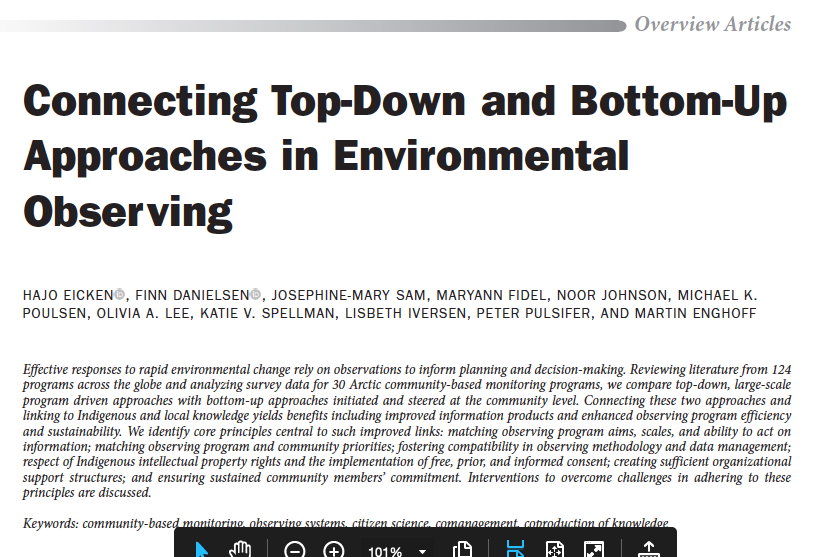 Overview Articles
Connecting Top-Down and Bottom-Up
Approaches in Environmental
Observing
HAJO EICKEN, FINN DANIELSEN, JOSEPHINE-MARY SAM, MARYANN FIDEL, NOOR JOHNSON, MICHAEL K.
POULSEN, OLIVIA A. LEE, KATIE V. SPELLMAN, LISBETH IVERSEN, PETER PULSIFER, AND MARTIN ENGHOFF
Effective responses to rapid environmental change rely on observations to inform planning and decision-making. Reviewing literature from 124
programs across the globe and analyzing survey data for 30 Arctic community-based monitoring programs, we compare top-down, large-scale
program driven approaches with bottom-up approaches initiated and steered at the community level. Connecting these two approaches and
linking to Indigenous and local knowledge yields benefits including improved information products and enhanced observing program efficiency
and sustainability. We identify core principles central to such improved links: matching observing program aims, scales, and ability to act on
information; matching observing program and community priorities; fostering compatibility in observing methodology and data management;
respect of Indigenous intellectual property rights and the implementation of free, prior, and informed consent; creating sufficient organizational
support structures; and ensuring sustained community members' commitment. Interventions to overcome challenges in adhering to these
principles are discussed.
Keywords: community-based monitoring, observing systems, citizen science, comanagement, coproduction of knowledge
101%